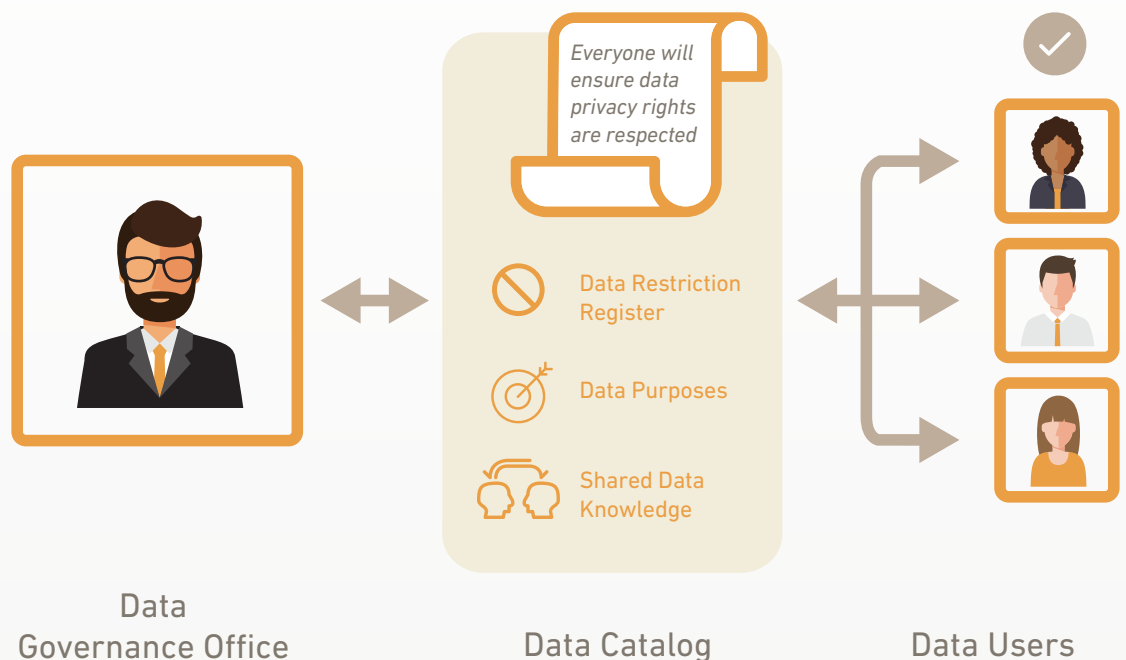 Everyone will
ensure data
privacy rights
are respected
Data Restriction
Register
Data Purposes
Shared Data
Knowledge
Data
Governance Office
Data Catalog
Data Users